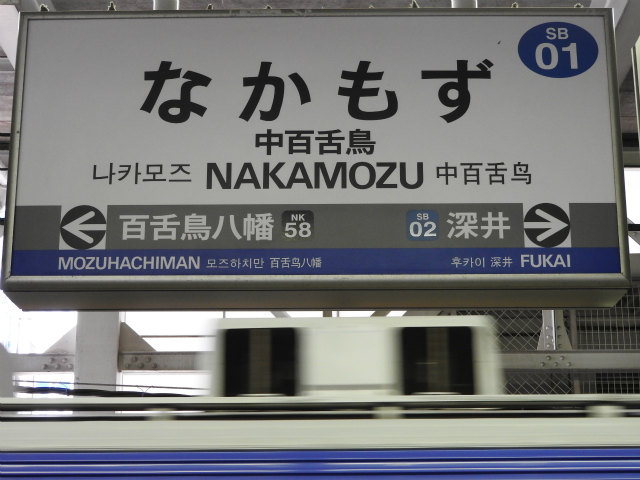 SB
01
なかもず
中百舌鳥
나카모즈 NAKAMOZU 中百舌鸟
百舌鳥八幡 NK 58 SB 02 深井
MOZUHACHIMAN 모즈하치만 百舌鸟八幡 후카이 深井 FUKAI